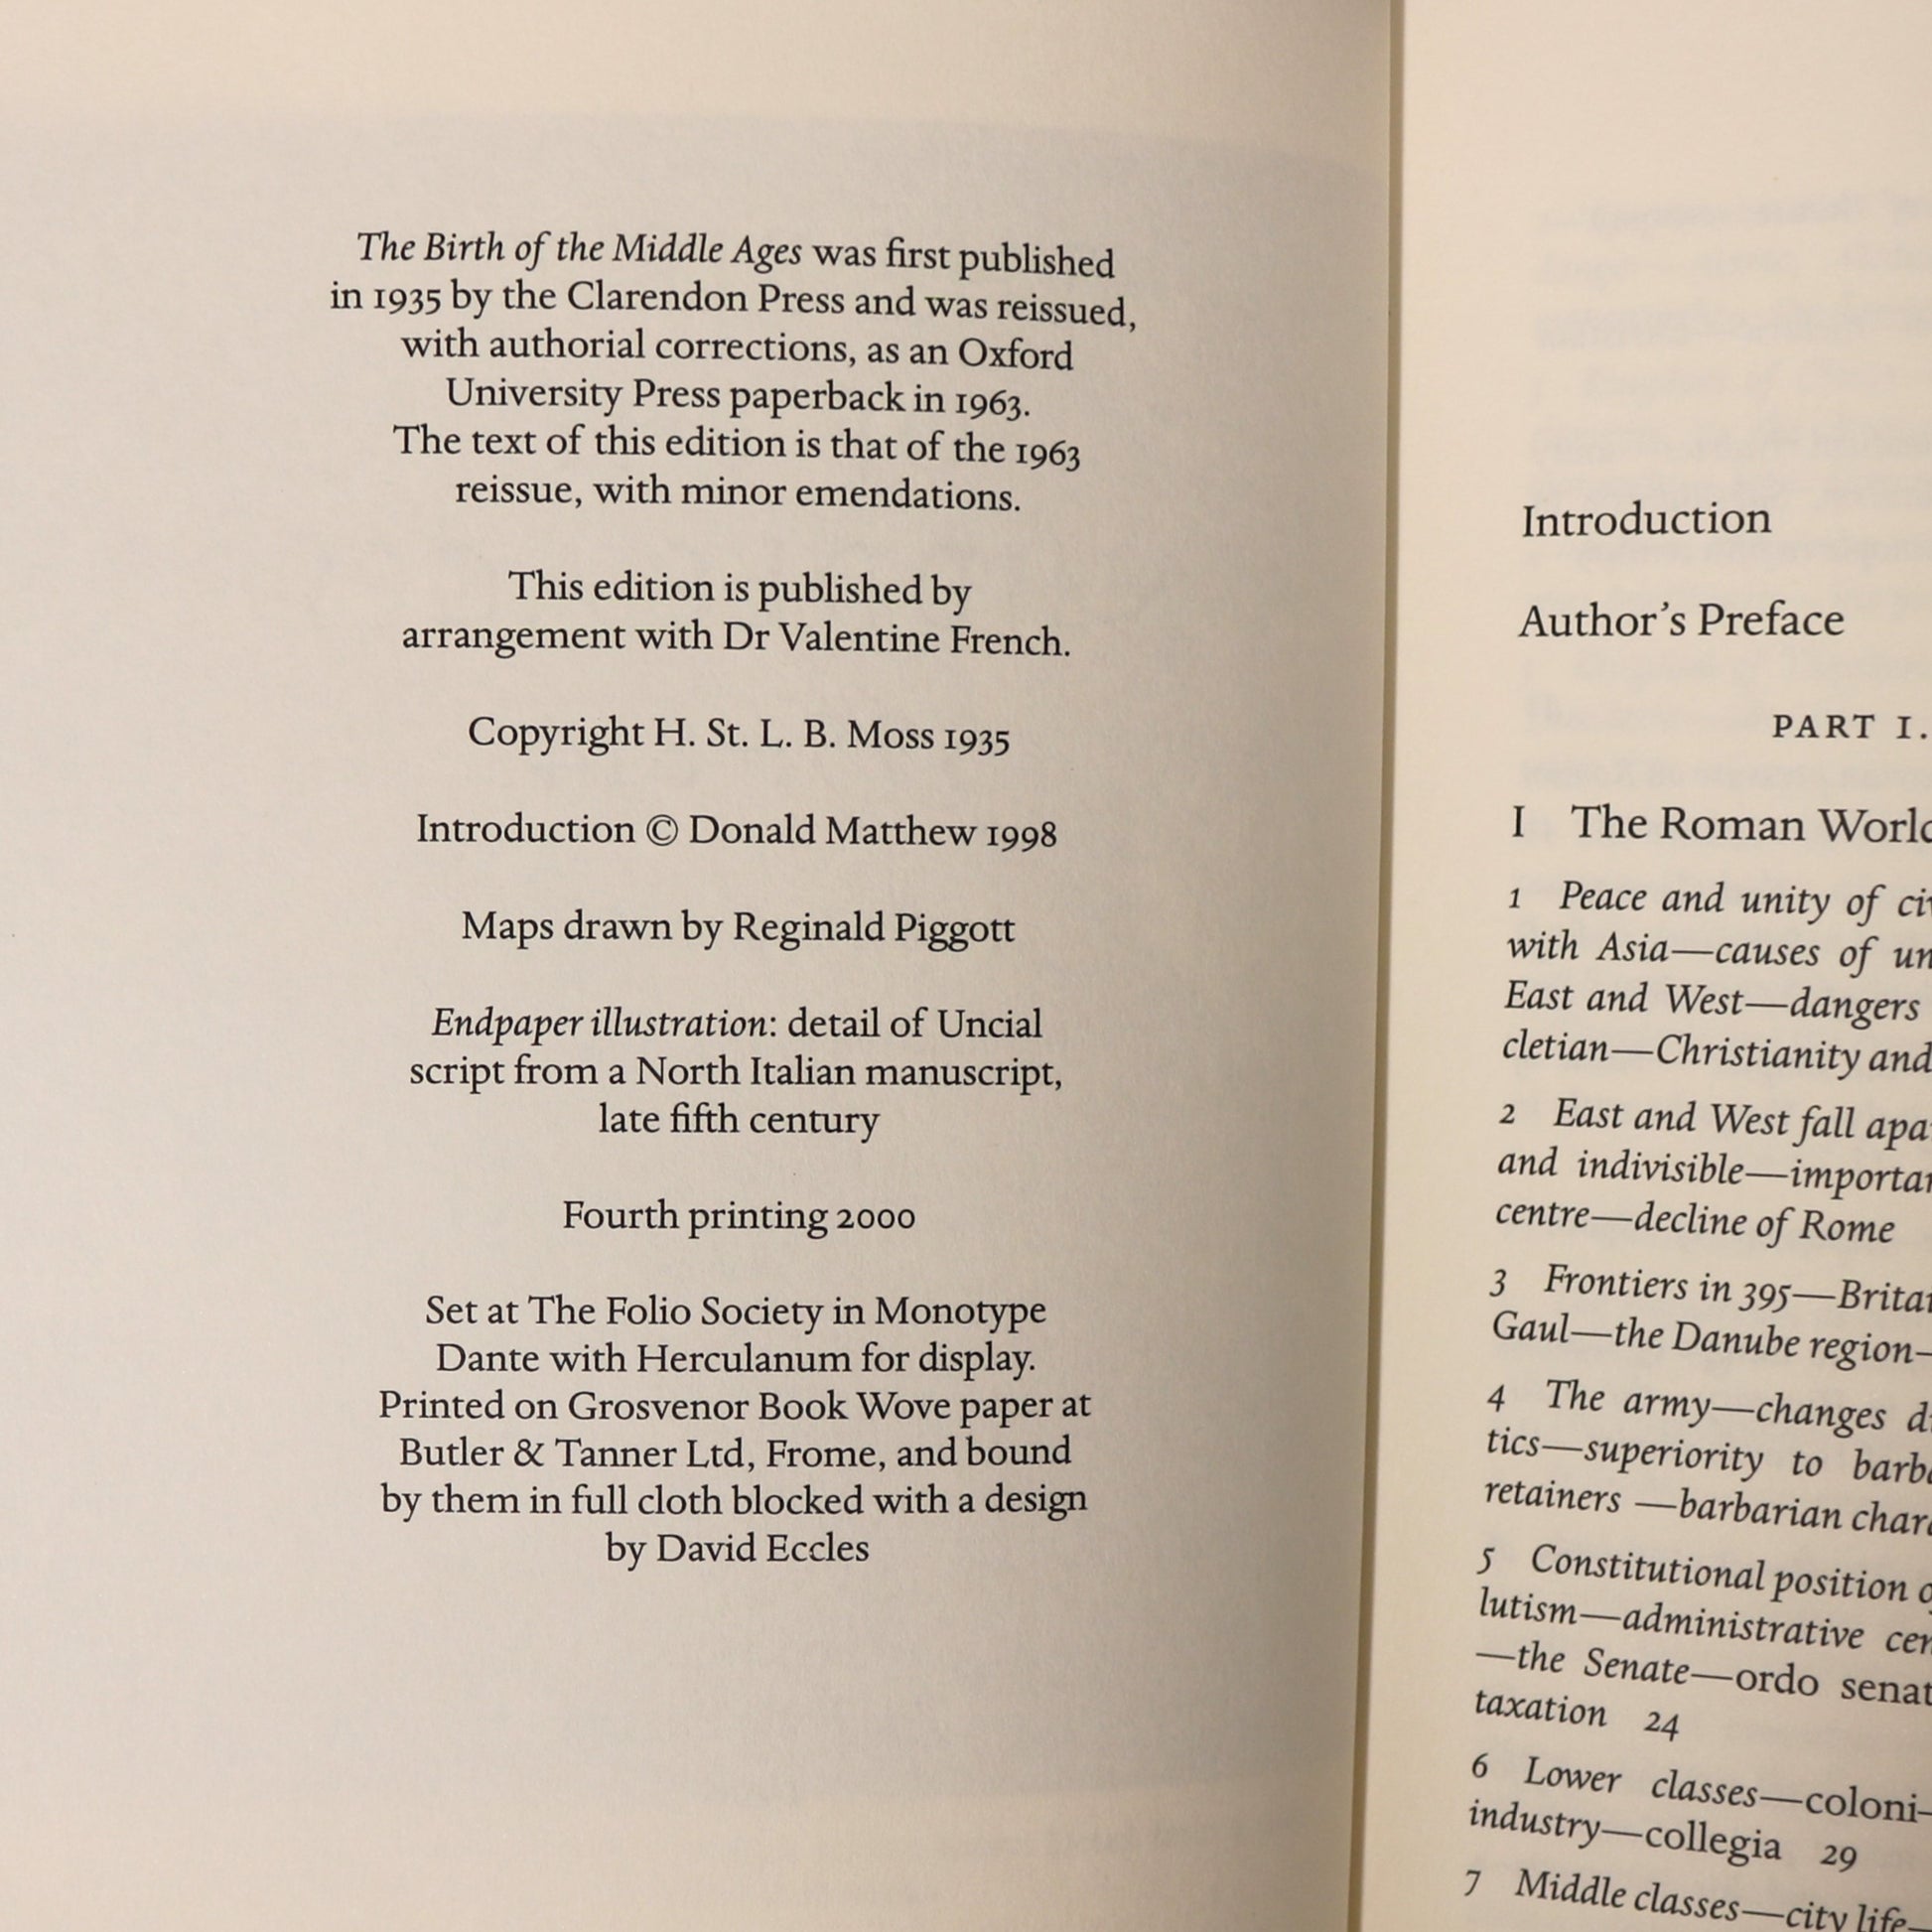 The Birth of the Middle Ages was first published
in 1935 by the Clarendon Press and was reissued,
with authorial corrections, as an Oxford
University Press paperback in 1963.
The text of this edition is that of the 1963
reissue, with minor emendations.
This edition is published by
arrangement with Dr Valentine French.
Copyright H. St. L. B. Moss 1935
Introduction © Donald Matthew 1998
Maps drawn by Reginald Piggott
Endpaper illustration: detail of Uncial
script from a North Italian manuscript,
late fifth century
Fourth printing 2000
Set at The Folio Society in Monotype
Dante with Herculanum for display.
Printed on Grosvenor Book Wove paper at
Butler & Tanner Ltd, Frome, and bound
by them in full cloth blocked with a design
by David Eccles
Introduction
Author's Preface
PART I.
I The Roman
1 Peace and unity of
with Asia—causes of
East and West—dangers
cletian—Christianity and
2 East and West fall
and indivisible—
centre—decline of Rome
3 Frontiers in 395—
Gaul—the Danube region—
4 The army—changes
tics—superiority to
retainers —barbarian
5 Constitutional position
lutism—administrative
—the Senate—ordo
taxation 24
6 Lower classes—coloni—
industry—collegia 29
7 Middle classes—city life—